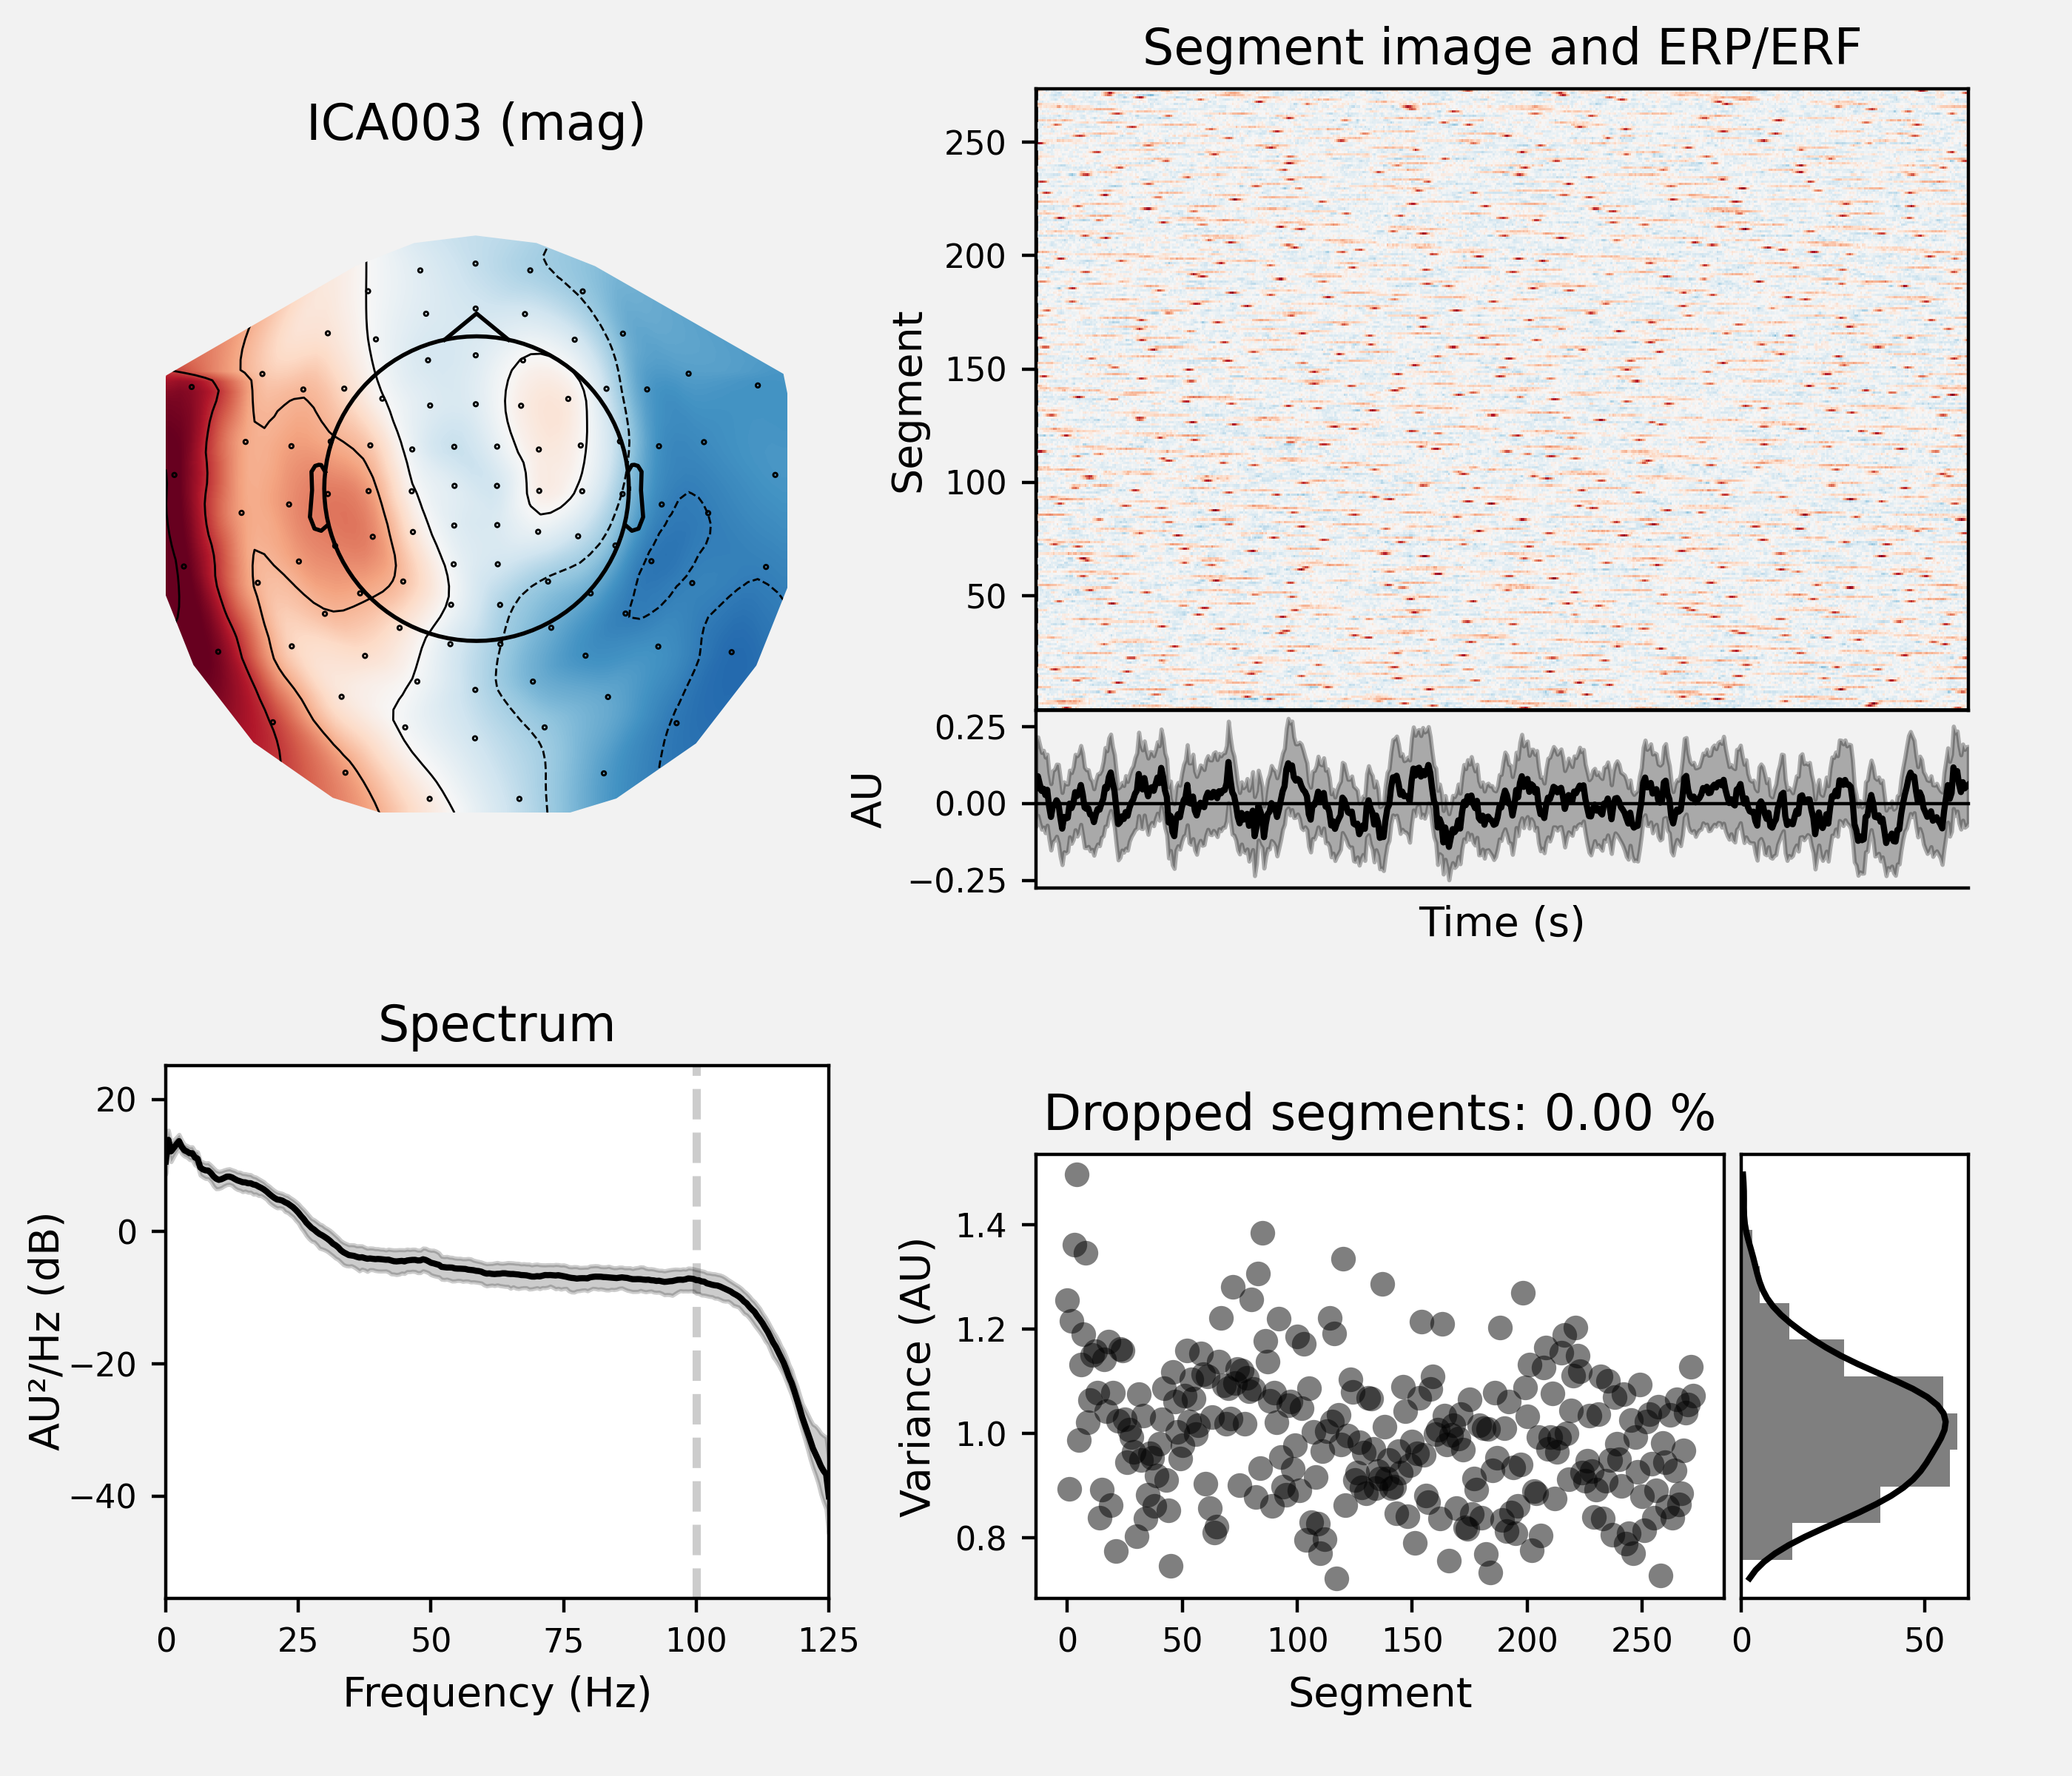 ICA003 (mag)
Segment image and ERP/ERF
Segment
250
200
150
100
50
AU
0.25
0.00
−0.25
Time (s)
Spectrum
AU²/Hz (dB)
20
0
−20
−40
0 25 50 75 100 125
Frequency (Hz)
Dropped segments: 0.00 %
Variance (AU)
1.4
1.2
1.0
0.8
0 50 100 150 200 250
Segment
0 50